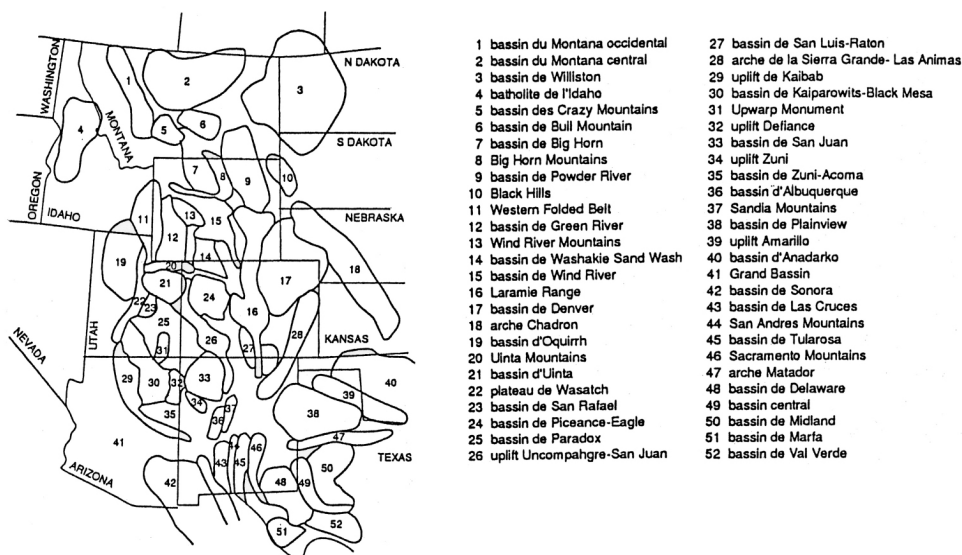 WASHINGTON
OREGON
IDAHO
MONTANA
N DAKOTA
S DAKOTA
NEBRASKA
KANSAS
TEXAS
UTAH
NEVADA
ARIZONA
1
2
3
4
5
6
7
8
9
10
11
12
13
14
15
16
17
18
19
20
21
22
23
24
25
26
27
28
29
30
31
32
33
34
35
36
37
38
39
40
41
42
43
44
45
46
47
48
49
50
51
52
1 bassin du Montana occidental
2 bassin du Montana central
3 bassin de Williston
4 batholite de l'Idaho
5 bassin des Crazy Mountains
6 bassin de Bull Mountain
7 bassin de Big Horn
8 Big Horn Mountains
9 bassin de Powder River
10 Black Hills
11 Western Folded Belt
12 bassin de Green River
13 Wind River Mountains
14 bassin de Washakie Sand Wash
15 bassin de Wind River
16 Laramie Range
17 bassin de Denver
18 arche Chadron
19 bassin d'Oquirrh
20 Uinta Mountains
21 bassin d'Uinta
22 plateau de Wasatch
23 bassin de San Rafael
24 bassin de Piceance-Eagle
25 bassin de Paradox
26 uplift Uncompahgre-San Juan
27 bassin de San Luis-Raton
28 arche de la Sierra Grande- Las Animas
29 uplift de Kaibab
30 bassin de Kaiparowits-Black Mesa
31 Upwarp Monument
32 uplift Defiance
33 bassin de San Juan
34 uplift Zuni
35 bassin de Zuni-Acoma
36 bassin d'Albuquerque
37 Sandia Mountains
38 bassin de Plainview
39 uplift Amarillo
40 bassin d'Anadarko
41 Grand Bassin
42 bassin de Sonora
43 bassin de Las Cruces
44 San Andres Mountains
45 bassin de Tularosa
46 Sacramento Mountains
47 arche Matador
48 bassin de Delaware
49 bassin central
50 bassin de Midland
51 bassin de Marfa
52 bassin de Val Verde